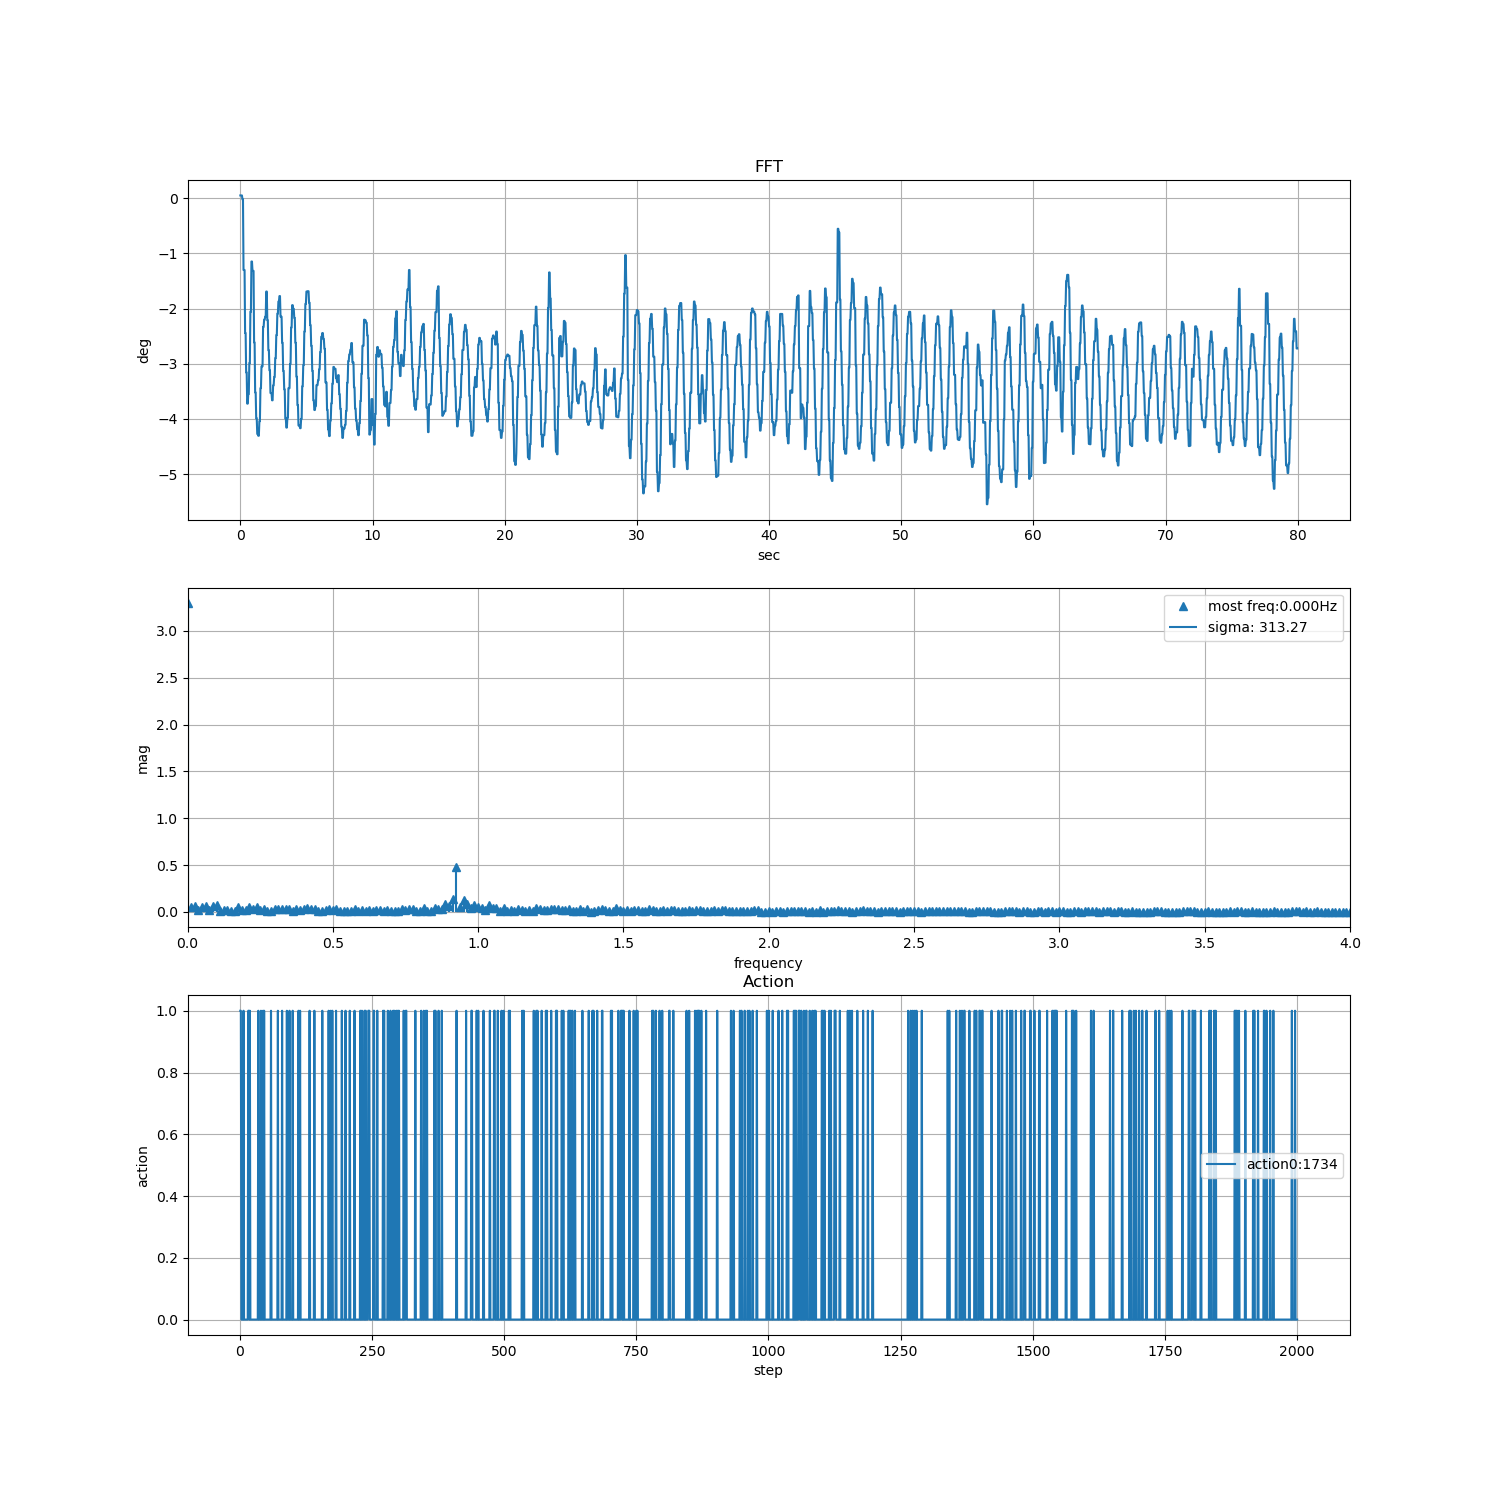 FFT
0
−1
−2
−3
−4
−5
deg
0 10 20 30 40 50 60 70 80
sec
most freq:0.000Hz
sigma: 313.27
3.0
2.5
2.0
1.5
1.0
0.5
0.0
mag
0.0 0.5 1.0 1.5 2.0 2.5 3.0 3.5 4.0
frequency
Action
1.0
0.8
0.6
0.4
0.2
0.0
action
action0:1734
0 250 500 750 1000 1250 1500 1750 2000
step